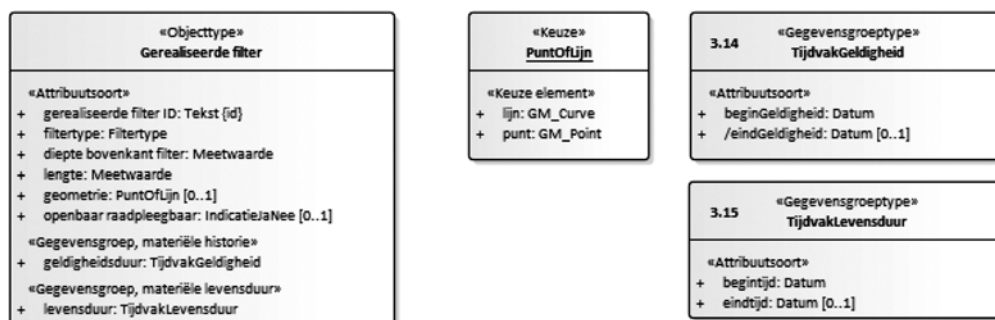 «Objecttype»
Gerealiseerde filter
«Attribuutsoort»
+ gerealiseerde filter ID: Tekst {id}
+ filtertype: Filtertype
+ diepte bovenkant filter: Meetwaarde
+ lengte: Meetwaarde
+ geometrie: PuntOfLijn [0..1]
+ openbaar raadpleegbaar: IndicatieJaNee [0..1]
«Gegevensgroep, materiële historie»
+ geldigheidsduur: TijdvakGeldigheid
«Gegevensgroep, materiële levensduur»
+ levensduur: TijdvakLevensduur
«Keuze»
PuntOfLijn
«Keuze element»
+ lijn: GM_Curve
+ punt: GM_Point
3.14 «Gegevensgroeptype»
TijdvakGeldigheid
«Attribuutsoort»
+ beginGeldigheid: Datum
+ /eindGeldigheid: Datum [0..1]
3.15 «Gegevensgroeptype»
TijdvakLevensduur
«Attribuutsoort»
+ begintijd: Datum
+ eindtijd: Datum [0..1]